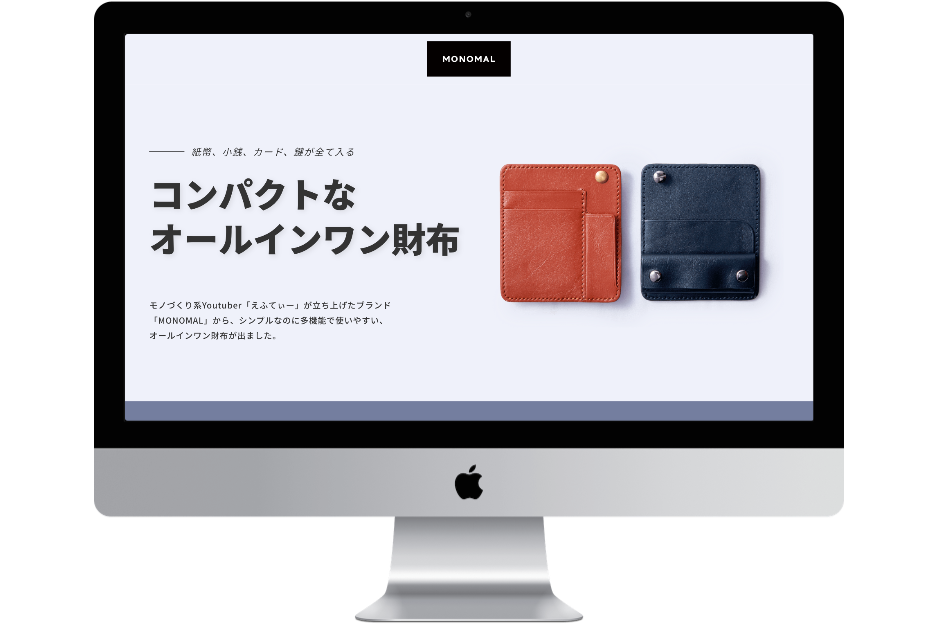 MONOMAL
紙幣、小銭、カード、鍵が全て入る
コンパクトな
オールインワン財布
モノづくり系Youtuber「えふてぃー」が立ち上げたブランド
「MONOMAL」から、シンプルなのに多機能で使いやすい、
オールインワン財布が出ました。